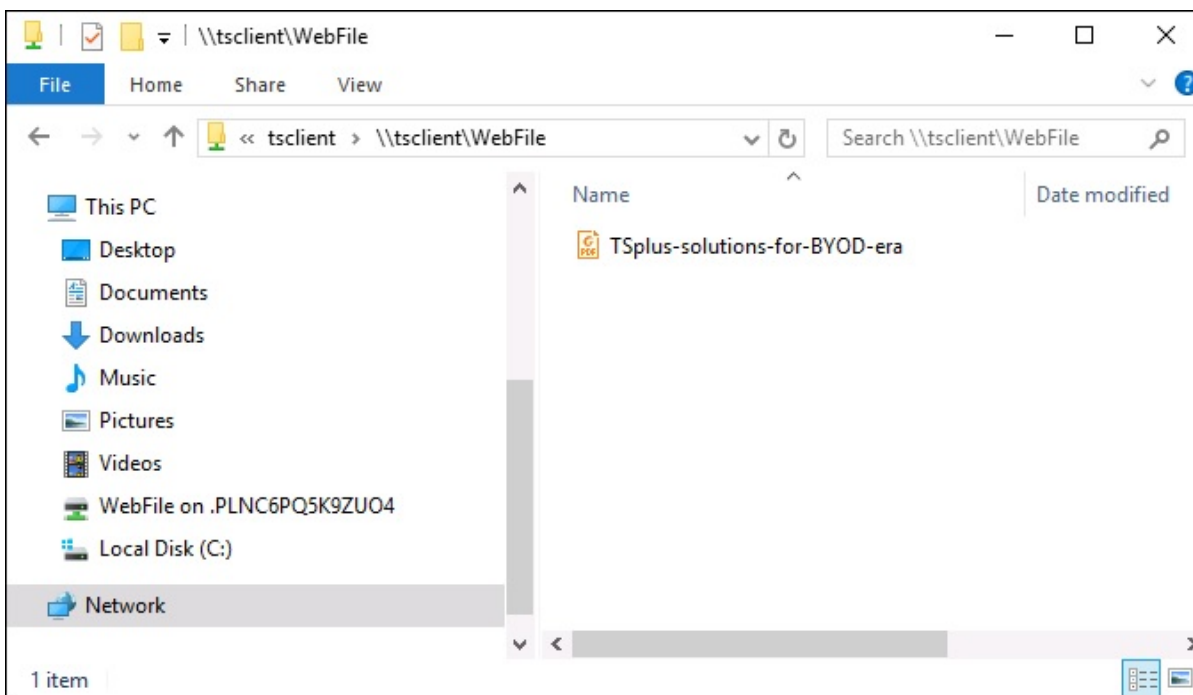 \\tsclient\WebFile
File Home Share View
« tsclient › \\tsclient\WebFile
Search \\tsclient\WebFile
This PC
Desktop
Documents
Downloads
Music
Pictures
Videos
WebFile on .PLNC6PQ5K9ZUO4
Local Disk (C:)
Network
Name Date modified
PDF TSplus-solutions-for-BYOD-era
1 item